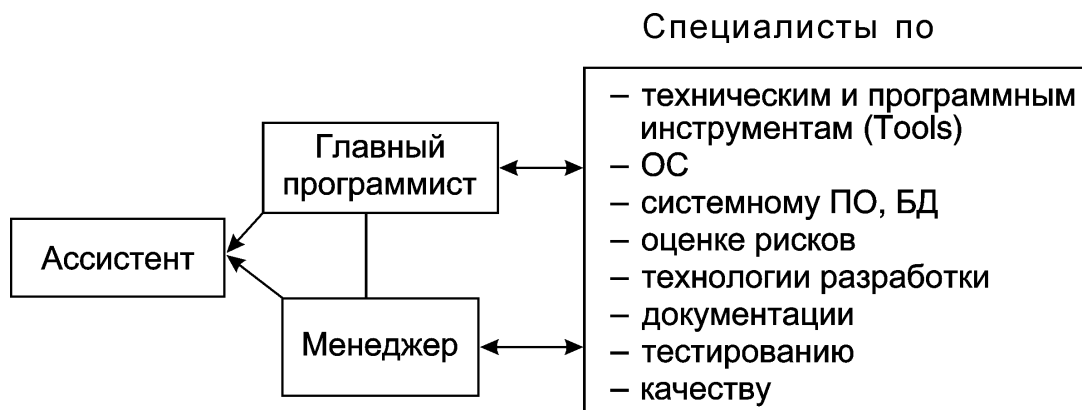 Специалисты по
– техническим и программным
инструментам (Tools)
– ОС
– системному ПО, БД
– оценке рисков
– технологии разработки
– документации
– тестированию
– качеству
Главный
программист
Ассистент
Менеджер